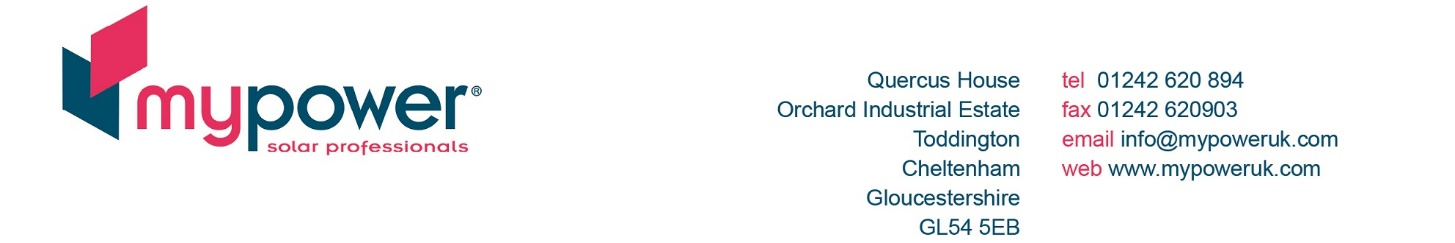 mypower®
solar professionals
Quercus House
Orchard Industrial Estate
Toddington
Cheltenham
Gloucestershire
GL54 5EB
tel 01242 620 894
fax 01242 620903
email info@mypoweruk.com
web www.mypoweruk.com